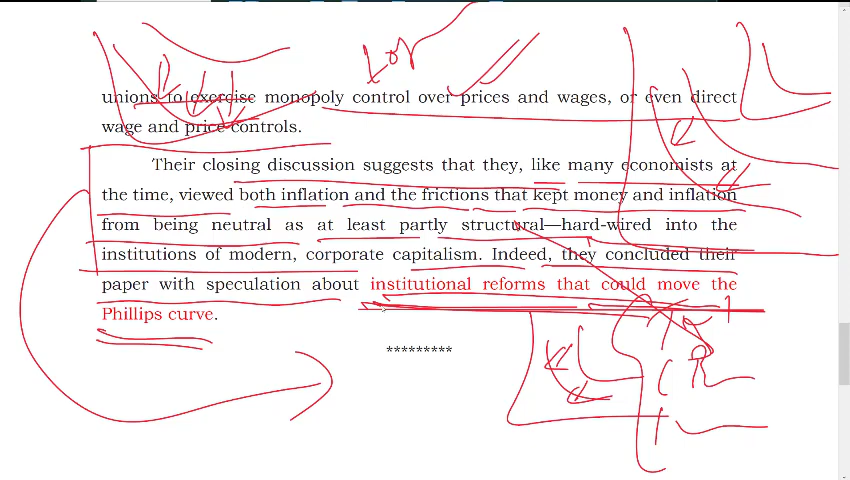 unions to exercise monopoly control over prices and wages, or even direct
wage and price controls.
Their closing discussion suggests that they, like many economists at
the time, viewed both inflation and the frictions that kept money and inflation
from being neutral as at least partly structural—hard-wired into the
institutions of modern, corporate capitalism. Indeed, they concluded their
paper with speculation about institutional reforms that could move the
Phillips curve.
*********